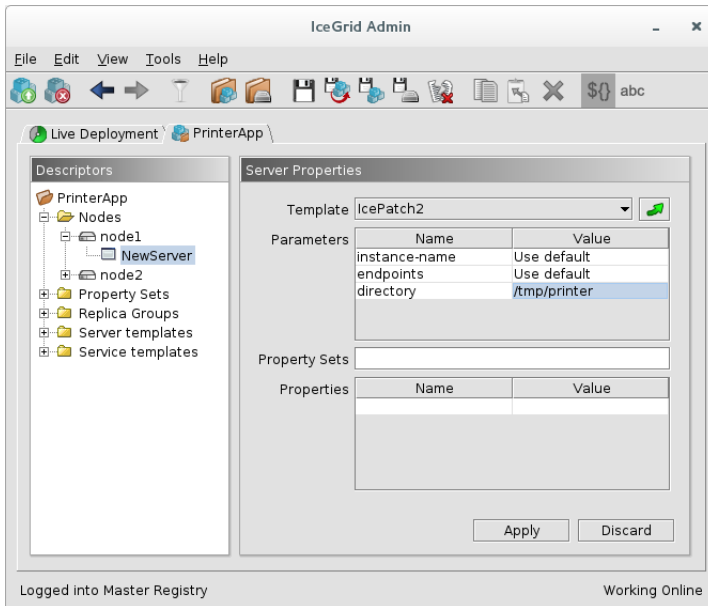 IceGrid Admin
File Edit View Tools Help
${} abc
Live Deployment PrinterApp
Descriptors
PrinterApp
Nodes
node1
NewServer
node2
Property Sets
Replica Groups
Server templates
Service templates
Server Properties
Template IcePatch2
Parameters Name Value
instance-name Use default
endpoints Use default
directory /tmp/printer
Property Sets
Properties Name Value
Apply Discard
Logged into Master Registry Working Online